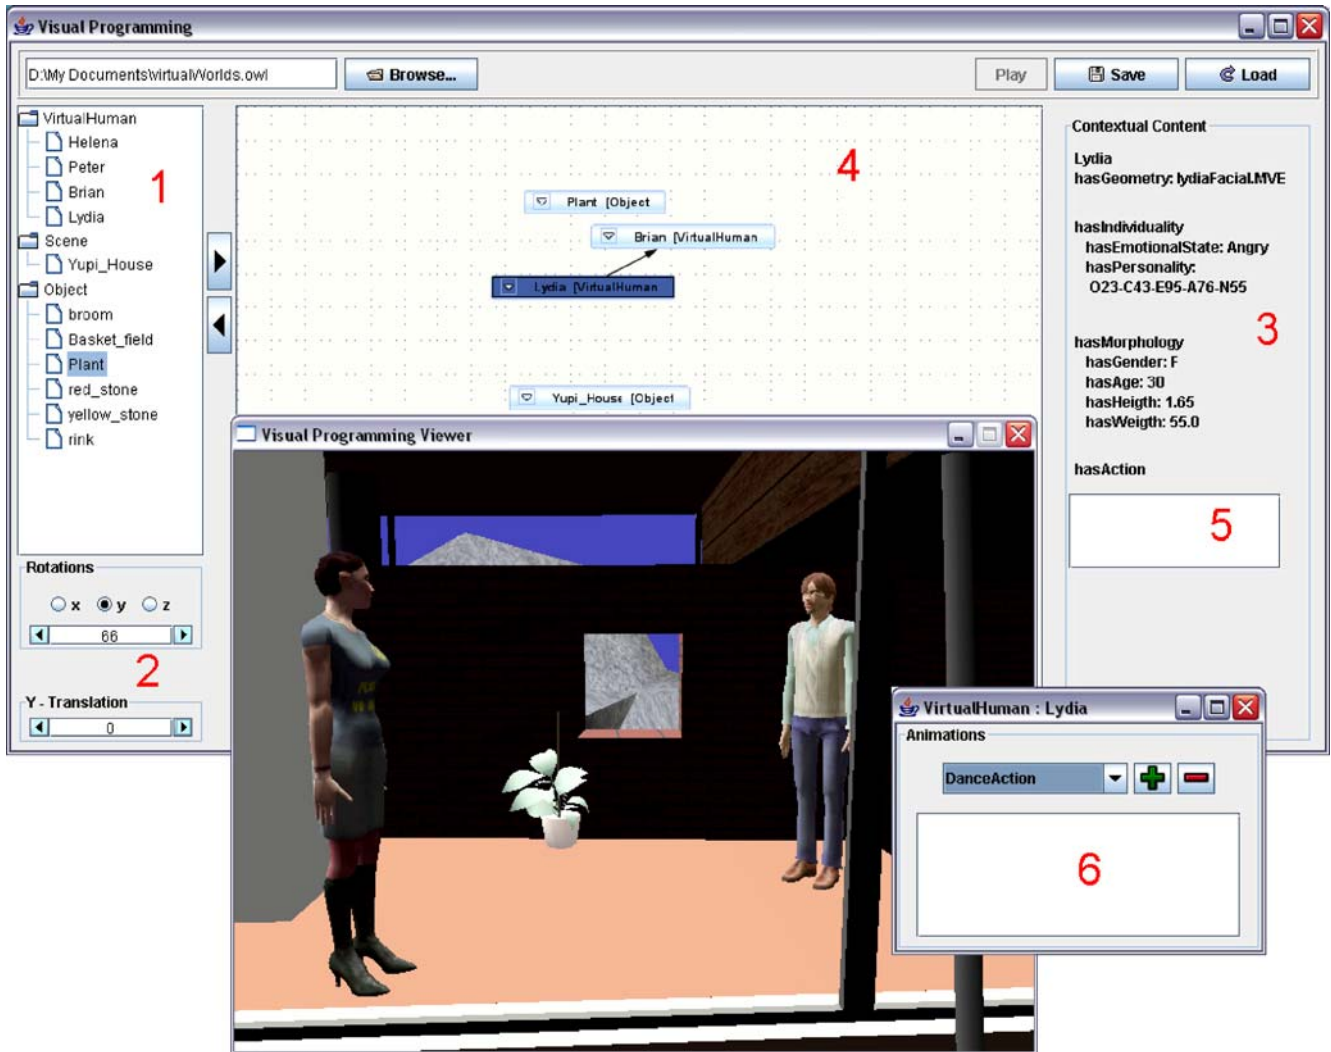 Visual Programming
D:\My Documents\virtualWorlds.owl
Browse...
Play
Save
Load
VirtualHuman
Helena
Peter
Brian
Lydia
Scene
Yupi_House
Object
broom
Basket_field
Plant
red_stone
yellow_stone
rink
1
Rotations
x y z
66
2
Y - Translation
0
4
Plant [Object
Brian [VirtualHuman
Lydia [VirtualHuman
Yupi_House [Object
Contextual Content
Lydia
hasGeometry: lydiaFacial.MVE
hasIndividuality
hasEmotionalState: Angry
hasPersonality:
O23-C43-E95-A76-N55
3
hasMorphology
hasGender: F
hasAge: 30
hasHeigth: 1.65
hasWeigth: 55.0
hasAction
5
Visual Programming Viewer
VirtualHuman : Lydia
Animations
DanceAction
6